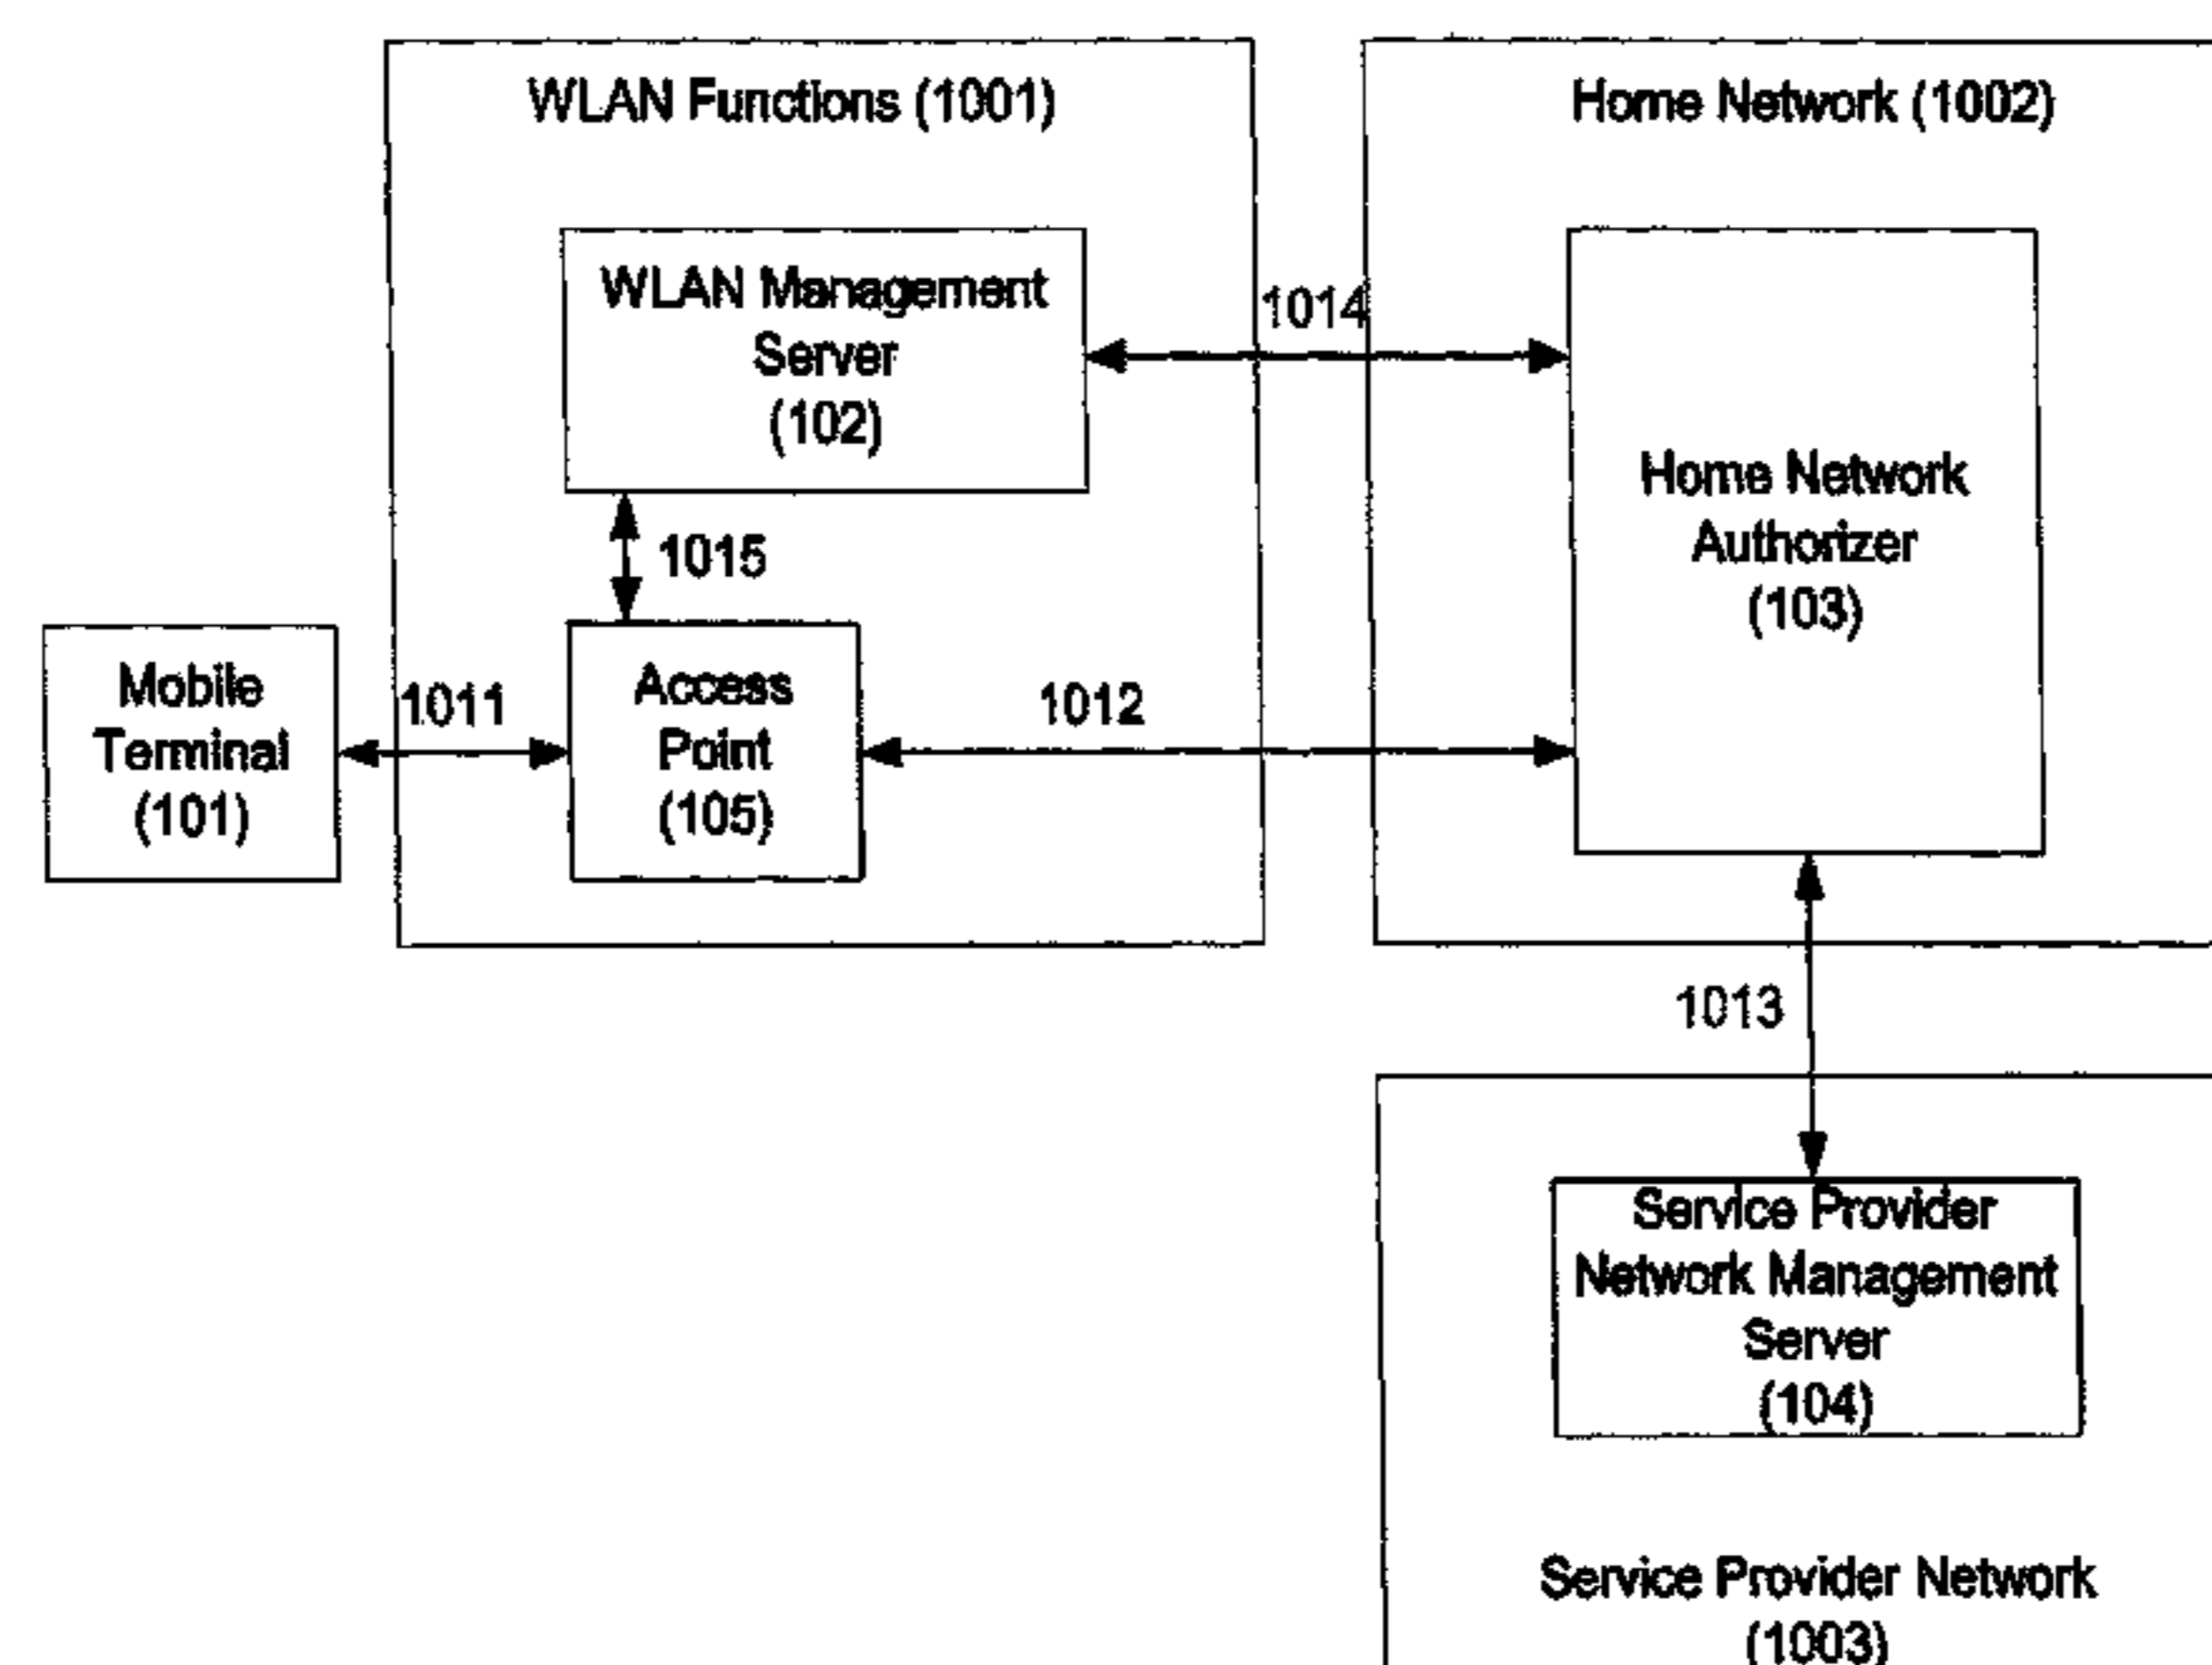 WLAN Functions (1001)
Home Network (1002)
WLAN Management
Server
(102)
1014
Home Network
Authorizer
(103)
1015
Mobile
Terminal
(101)
1011
Access
Point
(105)
1012
1013
Service Provider
Network Management
Server
(104)
Service Provider Network
(1003)